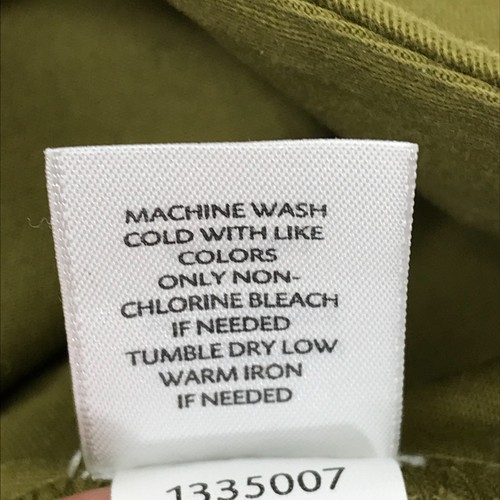 MACHINE WASH
COLD WITH LIKE
COLORS
ONLY NON-
CHLORINE BLEACH
IF NEEDED
TUMBLE DRY LOW
WARM IRON
IF NEEDED
1335007